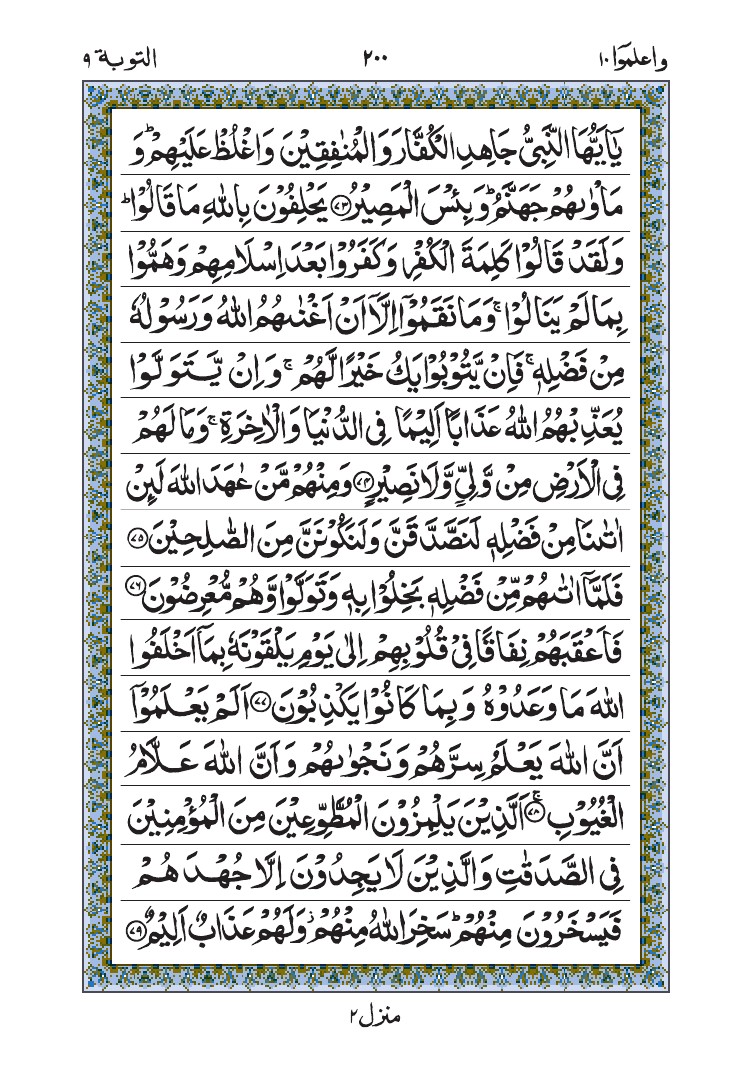 واعلموٓا ١٠ ٢٠٠ التوبة ٩
يٰۤاَيُّهَا النَّبِيُّ جَاهِدِ الْكُفَّارَ وَالْمُنٰفِقِيْنَ وَاغْلُظْ عَلَيْهِمْ ؕ وَ
مَاْوٰىهُمْ جَهَنَّمُ ؕ وَبِئْسَ الْمَصِيْرُ ﴿٧٣﴾ يَحْلِفُوْنَ بِاللّٰهِ مَا قَالُوْا ؕ
وَلَقَدْ قَالُوْا كَلِمَةَ الْكُفْرِ وَكَفَرُوْا بَعْدَ اِسْلَامِهِمْ وَهَمُّوْا
بِمَا لَمْ يَنَالُوْا ۚ وَمَا نَقَمُوْۤا اِلَّاۤ اَنْ اَغْنٰىهُمُ اللّٰهُ وَرَسُوْلُهٗ
مِنْ فَضْلِهٖ ۚ فَاِنْ يَّتُوْبُوْا يَكُ خَيْرًا لَّهُمْ ۚ وَاِنْ يَّتَوَلَّوْا
يُعَذِّبْهُمُ اللّٰهُ عَذَابًا اَلِيْمًا فِى الدُّنْيَا وَالْاٰخِرَةِ ۚ وَمَا لَهُمْ
فِى الْاَرْضِ مِنْ وَّلِيٍّ وَّلَا نَصِيْرٍ ﴿٧٤﴾ وَمِنْهُمْ مَّنْ عٰهَدَ اللّٰهَ لَئِنْ
اٰتٰىنَا مِنْ فَضْلِهٖ لَنَصَّدَّقَنَّ وَلَنَكُوْنَنَّ مِنَ الصّٰلِحِيْنَ ﴿٧٥﴾
فَلَمَّاۤ اٰتٰىهُمْ مِّنْ فَضْلِهٖ بَخِلُوْا بِهٖ وَتَوَلَّوْا وَّهُمْ مُّعْرِضُوْنَ ﴿٧٦﴾
فَاَعْقَبَهُمْ نِفَاقًا فِيْ قُلُوْبِهِمْ اِلٰى يَوْمِ يَلْقَوْنَهٗ بِمَاۤ اَخْلَفُوا
اللّٰهَ مَا وَعَدُوْهُ وَبِمَا كَانُوْا يَكْذِبُوْنَ ﴿٧٧﴾ اَلَمْ يَعْلَمُوْۤا
اَنَّ اللّٰهَ يَعْلَمُ سِرَّهُمْ وَنَجْوٰىهُمْ وَاَنَّ اللّٰهَ عَلَّامُ
الْغُيُوْبِ ﴿٧٨﴾ۚ اَلَّذِيْنَ يَلْمِزُوْنَ الْمُطَّوِّعِيْنَ مِنَ الْمُؤْمِنِيْنَ
فِى الصَّدَقٰتِ وَالَّذِيْنَ لَا يَجِدُوْنَ اِلَّا جُهْدَهُمْ
فَيَسْخَرُوْنَ مِنْهُمْ ؕ سَخِرَ اللّٰهُ مِنْهُمْ ؗ وَلَهُمْ عَذَابٌ اَلِيْمٌ ﴿٧٩﴾
منزل ٢